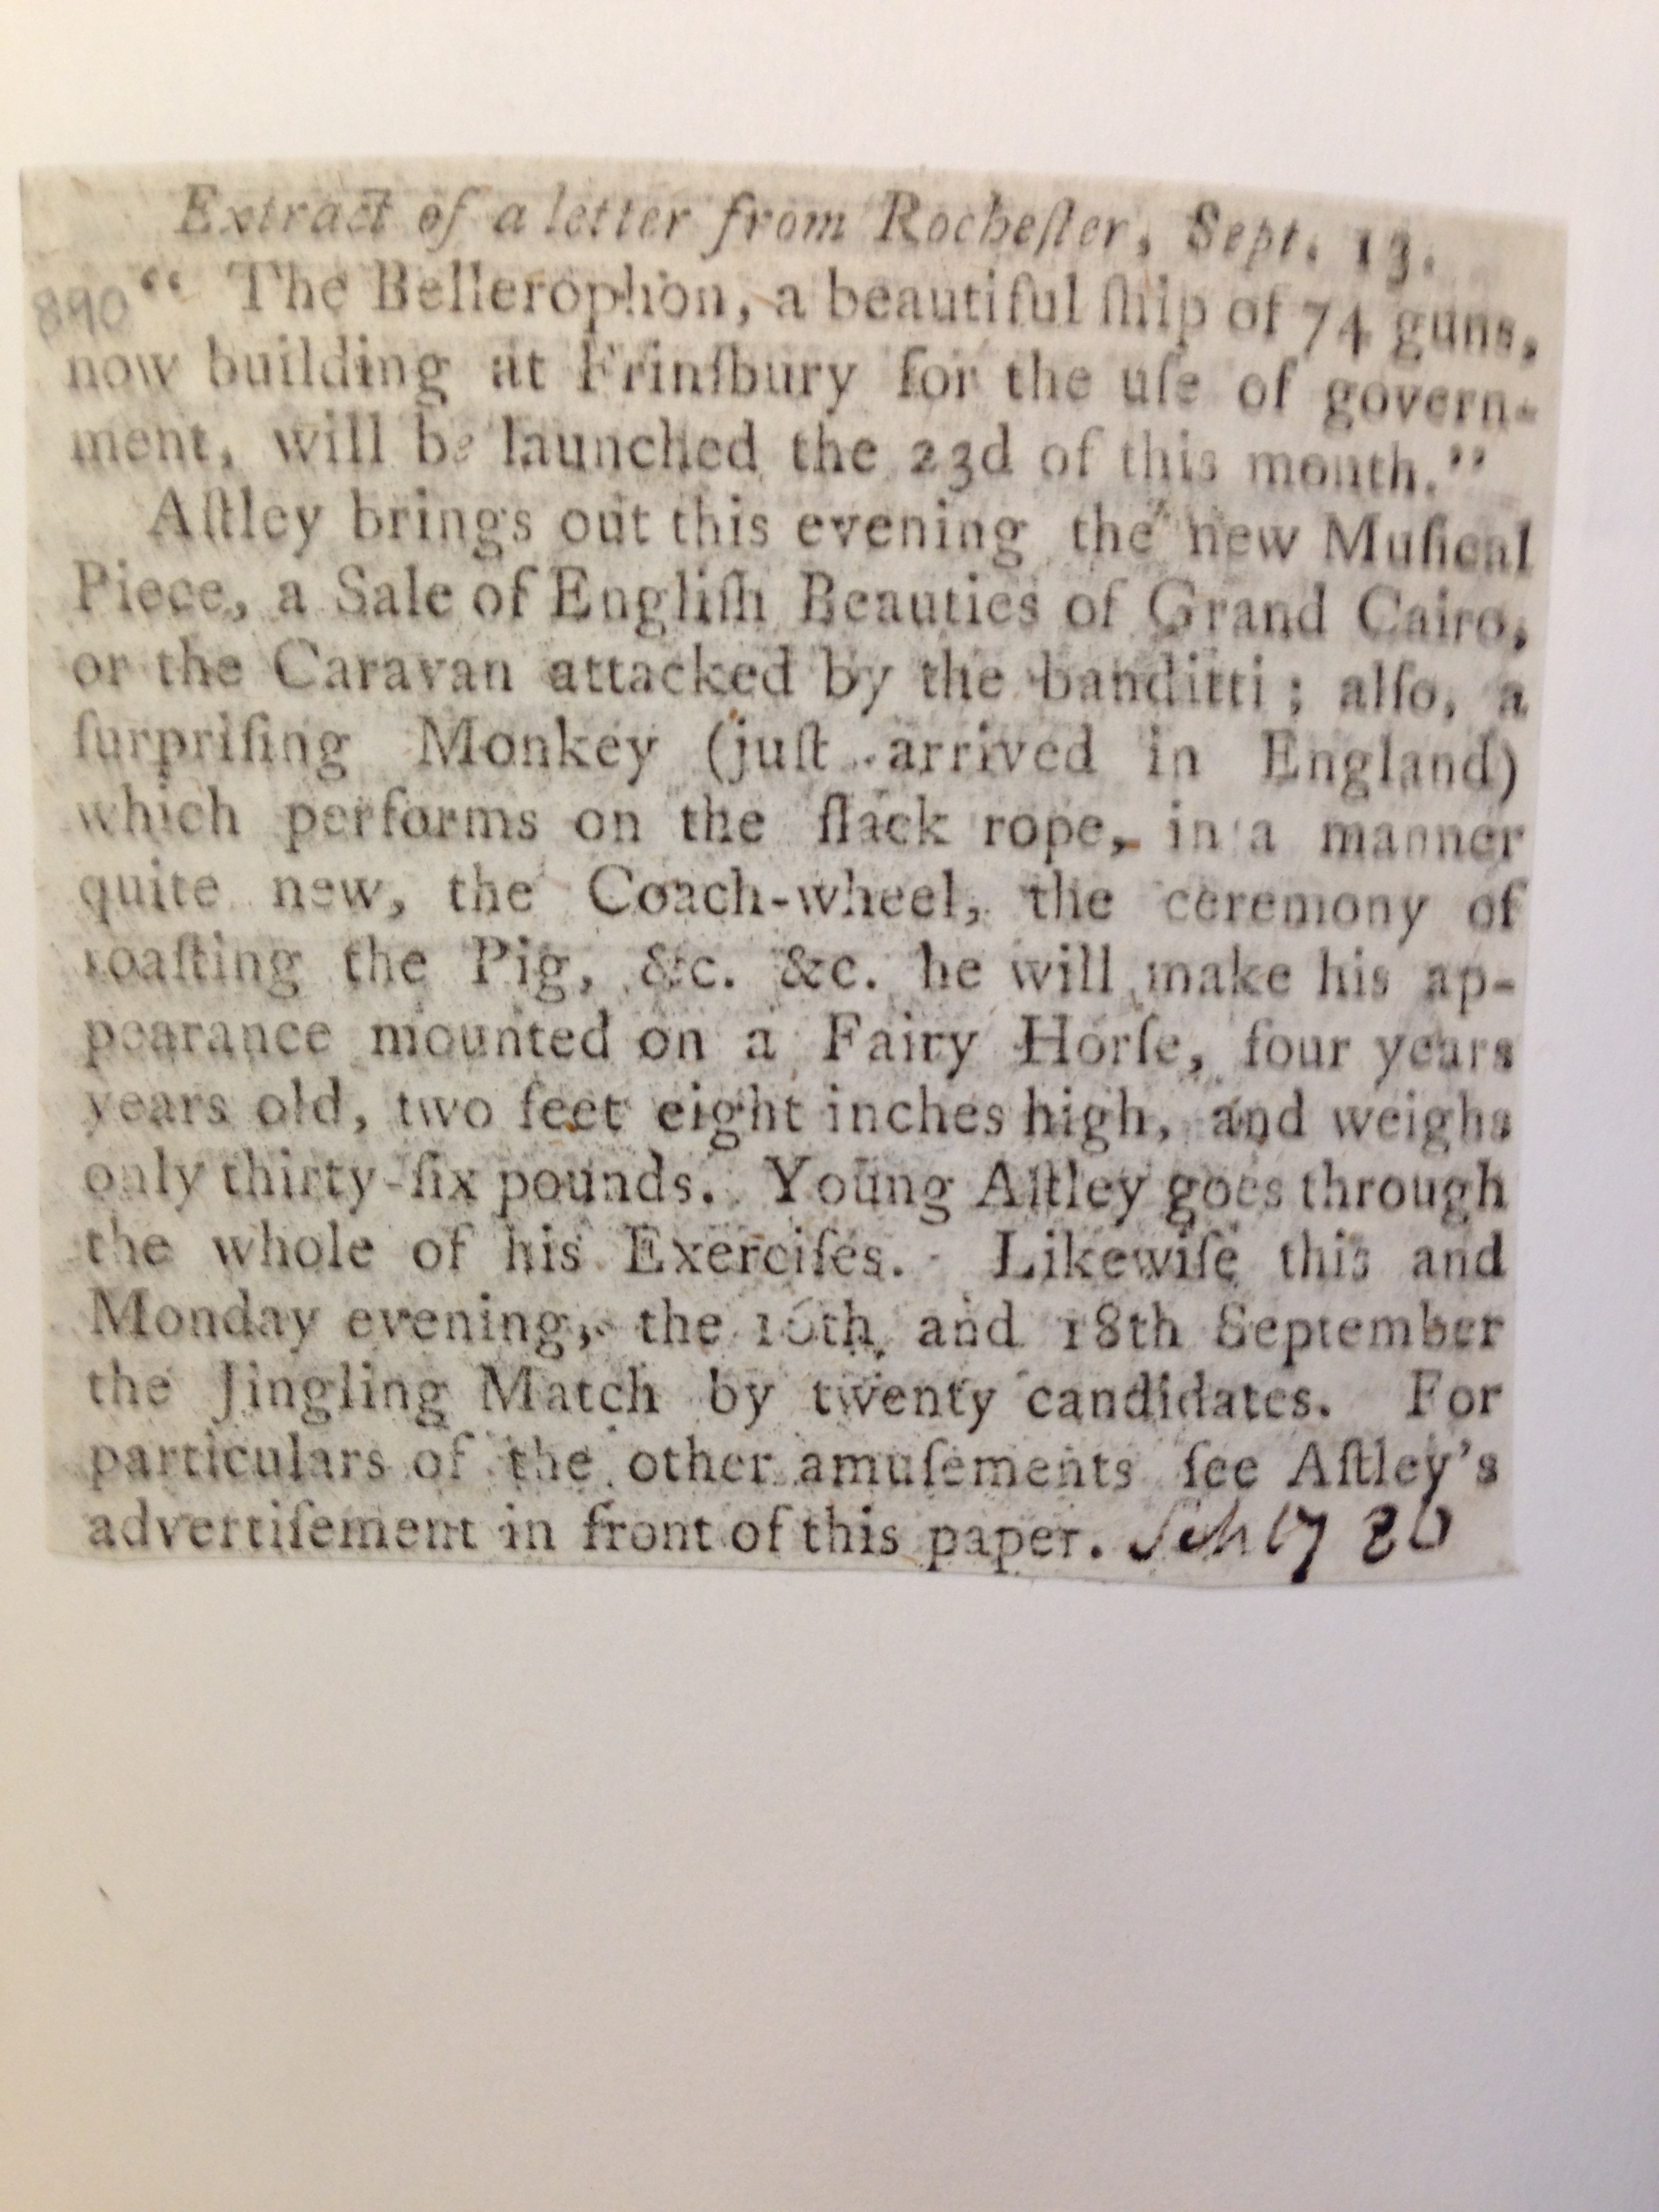 Extract of a letter from Rocheſter, Sept. 13.
890 “ The Bellerophon, a beautiful ſhip of 74 guns,
now building at Frinſbury for the uſe of govern-
ment, will be launched the 23d of this month.”
Aſtley brings out this evening the new Muſical
Piece, a Sale of Engliſh Beauties of Grand Cairo,
or the Caravan attacked by the banditti ; alſo, a
ſurpriſing Monkey (juſt arrived in England)
which performs on the ſlack rope, in a manner
quite new, the Coach-wheel, the ceremony of
roaſting the Pig, &c. &c. he will make his ap-
pearance mounted on a Fairy Horſe, four years
years old, two feet eight inches high, and weighs
only thirty-ſix pounds. Young Aſtley goes through
the whole of his Exerciſes. Likewiſe this and
Monday evening, the 16th and 18th September
the Jingling Match by twenty candidates. For
particulars of the other amuſements ſee Aſtley’s
advertiſement in front of this paper. 1786